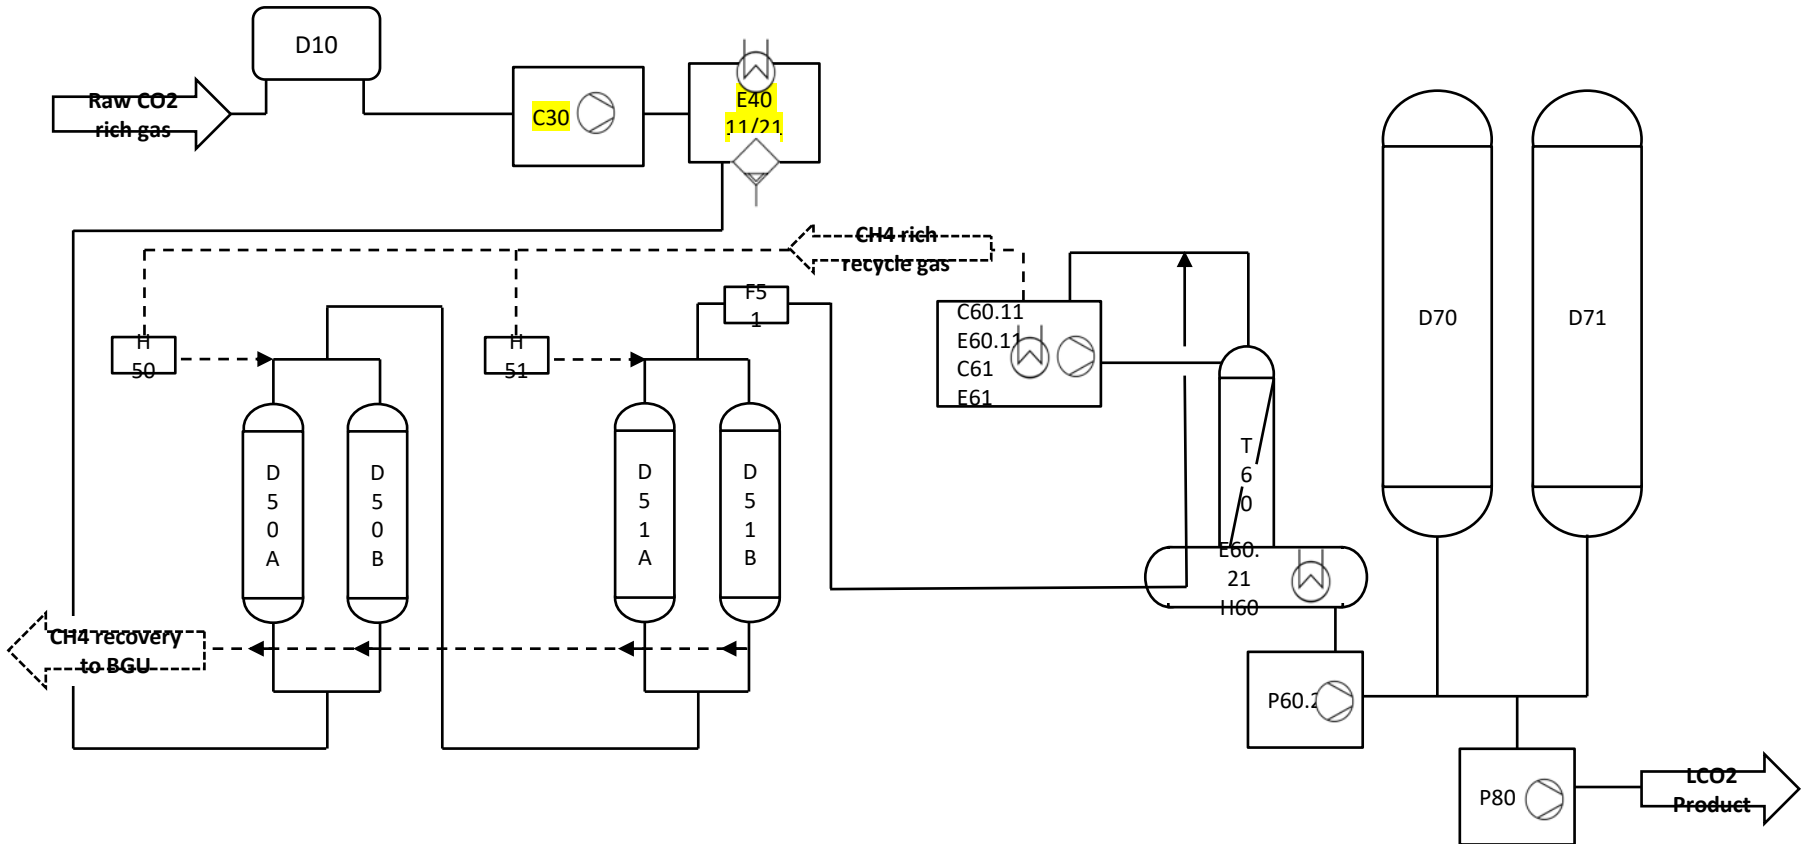 D10
Raw CO2
rich gas
C30
E40
11/21
CH4 rich
recycle gas
F5
1
H
50
H
51
C60.11
E60.11
C61
E61
D70
D71
D
5
0
A
D
5
0
B
D
5
1
A
D
5
1
B
T
6
0
E60.
21
H60
CH4 recovery
to BGU
P60.2
P80
LCO2
Product